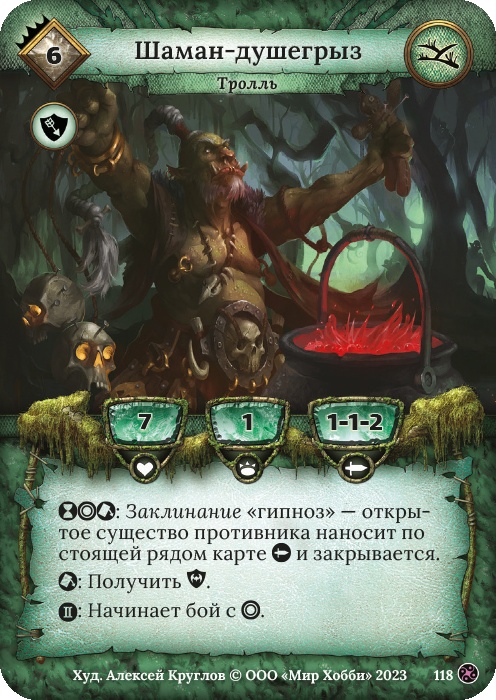 6
Шаман-душегрыз
Тролль
7
1
1-1-2
: Заклинание «гипноз» — откры-
тое существо противника наносит по
стоящей рядом карте и закрывается.
: Получить .
: Начинает бой с .
Худ. Алексей Круглов © ООО «Мир Хобби» 2023 118